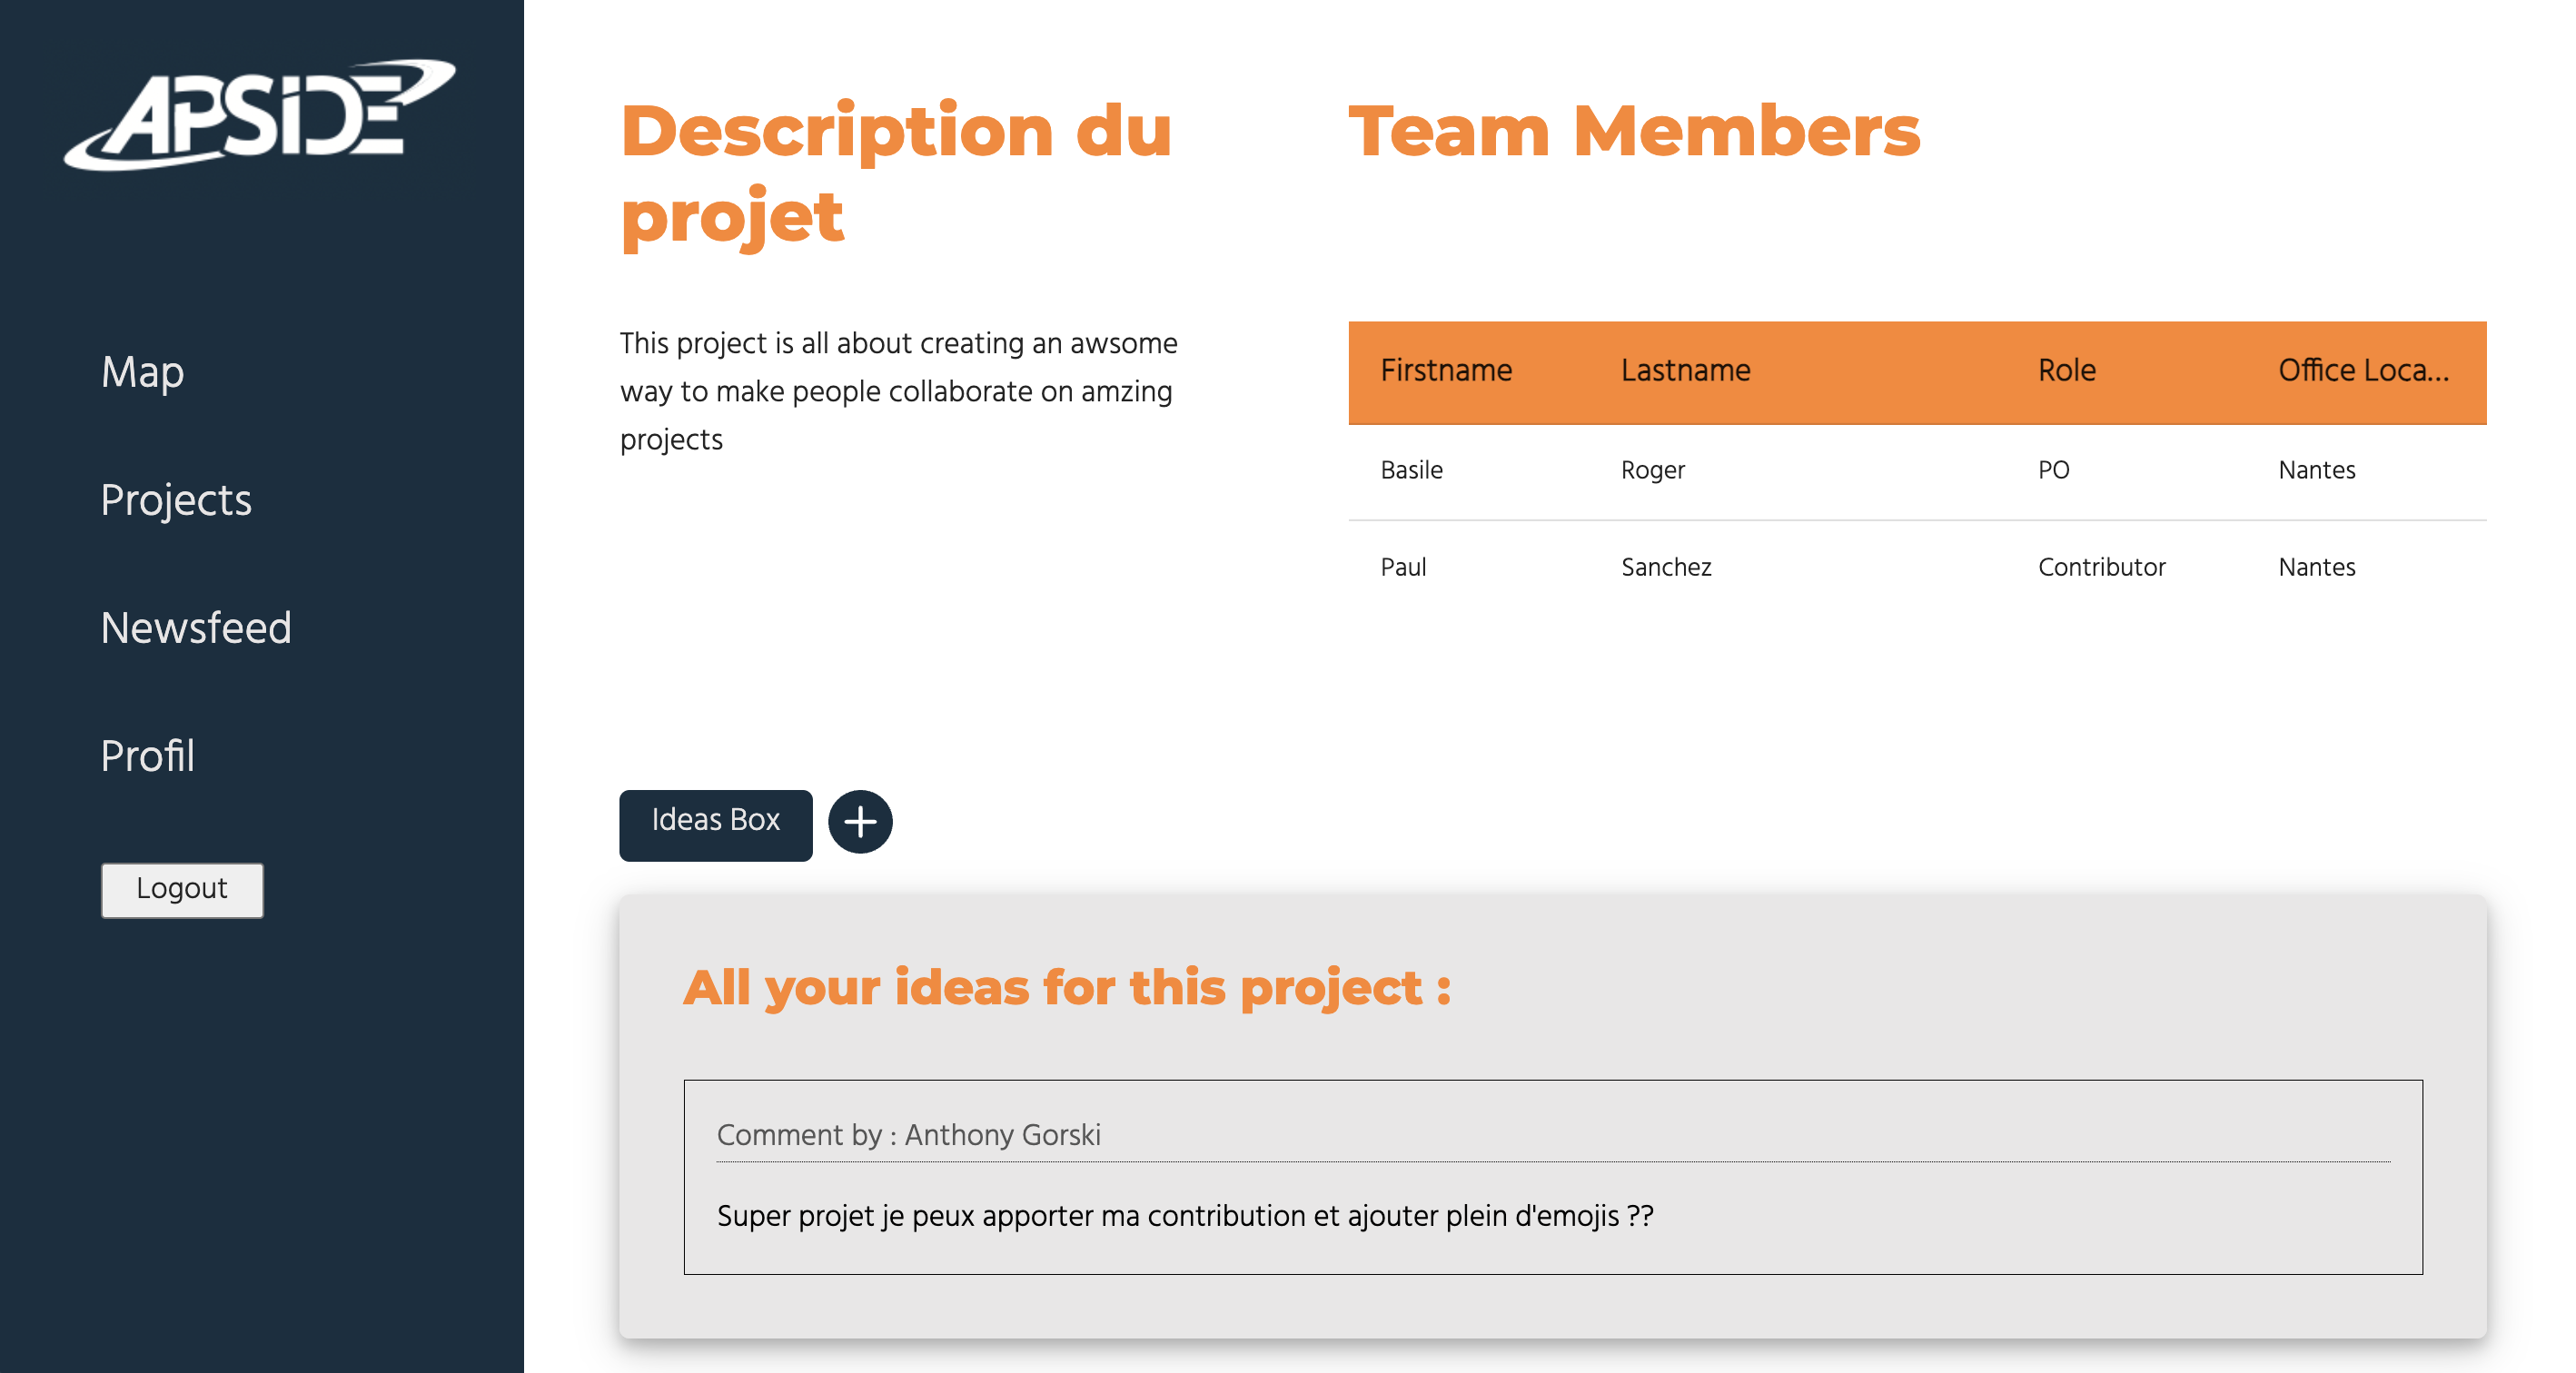 APSIDE
Map
Projects
Newsfeed
Profil
Logout
Description du
projet
This project is all about creating an awsome
way to make people collaborate on amzing
projects
Team Members
Firstname Lastname Role Office Loca...
Basile Roger PO Nantes
Paul Sanchez Contributor Nantes
Ideas Box
All your ideas for this project :
Comment by : Anthony Gorski
Super projet je peux apporter ma contribution et ajouter plein d'emojis ??